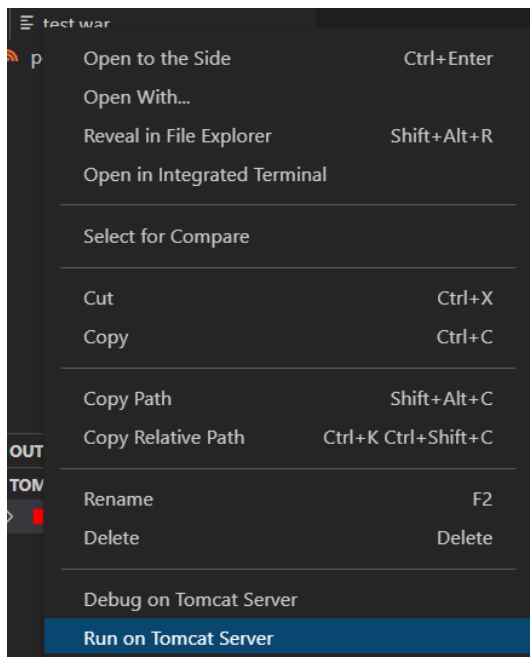 test.war
p
Open to the Side Ctrl+Enter
Open With...
Reveal in File Explorer Shift+Alt+R
Open in Integrated Terminal
Select for Compare
Cut Ctrl+X
Copy Ctrl+C
Copy Path Shift+Alt+C
Copy Relative Path Ctrl+K Ctrl+Shift+C
OUT
TOM
Rename F2
Delete Delete
Debug on Tomcat Server
Run on Tomcat Server